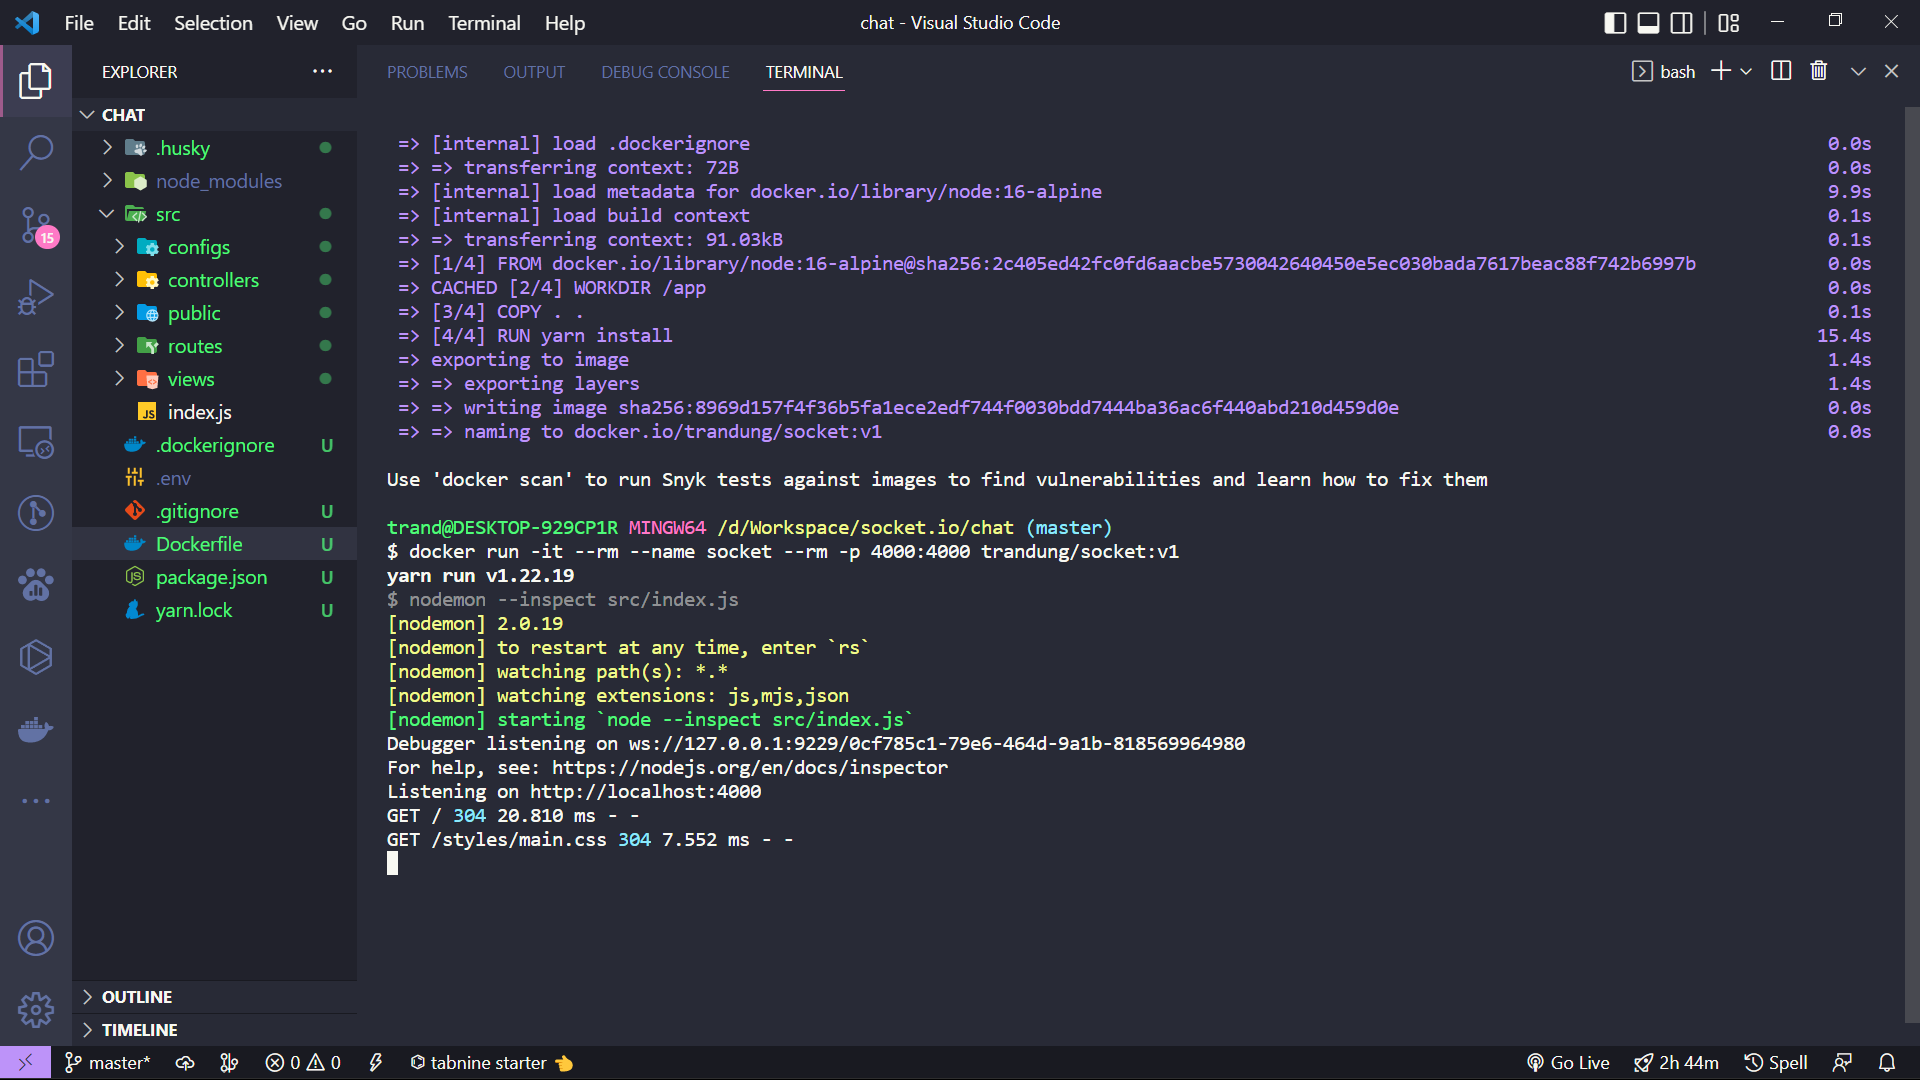 File Edit Selection View Go Run Terminal Help
chat - Visual Studio Code
EXPLORER
CHAT
.husky
node_modules
src
configs
controllers
public
routes
views
JS index.js
.dockerignore U
.env
.gitignore U
Dockerfile U
JS package.json U
yarn.lock U
OUTLINE
TIMELINE
15
PROBLEMS OUTPUT DEBUG CONSOLE TERMINAL
bash
=> [internal] load .dockerignore 0.0s
=> => transferring context: 72B 0.0s
=> [internal] load metadata for docker.io/library/node:16-alpine 9.9s
=> [internal] load build context 0.1s
=> => transferring context: 91.03kB 0.1s
=> [1/4] FROM docker.io/library/node:16-alpine@sha256:2c405ed42fc0fd6aacbe5730042640450e5ec030bada7617beac88f742b6997b 0.0s
=> CACHED [2/4] WORKDIR /app 0.0s
=> [3/4] COPY . . 0.1s
=> [4/4] RUN yarn install 15.4s
=> exporting to image 1.4s
=> => exporting layers 1.4s
=> => writing image sha256:8969d157f4f36b5fa1ece2edf744f0030bdd7444ba36ac6f440abd210d459d0e 0.0s
=> => naming to docker.io/trandung/socket:v1 0.0s
Use 'docker scan' to run Snyk tests against images to find vulnerabilities and learn how to fix them
trand@DESKTOP-929CP1R MINGW64 /d/Workspace/socket.io/chat (master)
$ docker run -it --rm --name socket --rm -p 4000:4000 trandung/socket:v1
yarn run v1.22.19
$ nodemon --inspect src/index.js
[nodemon] 2.0.19
[nodemon] to restart at any time, enter `rs`
[nodemon] watching path(s): *.*
[nodemon] watching extensions: js,mjs,json
[nodemon] starting `node --inspect src/index.js`
Debugger listening on ws://127.0.0.1:9229/0cf785c1-79e6-464d-9a1b-818569964980
For help, see: https://nodejs.org/en/docs/inspector
Listening on http://localhost:4000
GET / 304 20.810 ms - -
GET /styles/main.css 304 7.552 ms - -
master* 0 0 tabnine starter 👈 Go Live 2h 44m Spell